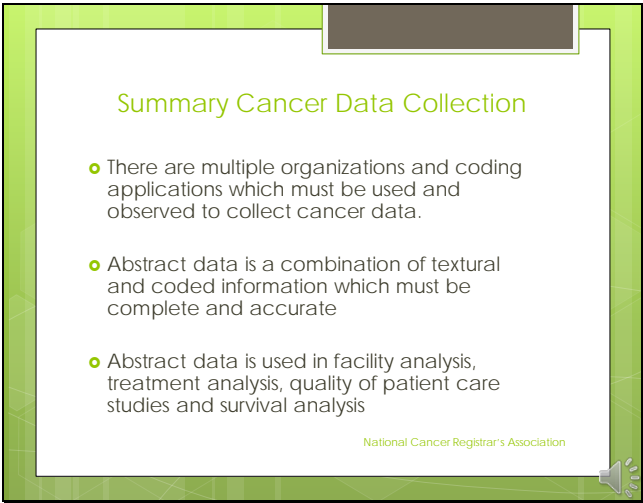 Summary Cancer Data Collection
There are multiple organizations and coding
applications which must be used and
observed to collect cancer data.
Abstract data is a combination of textural
and coded information which must be
complete and accurate
Abstract data is used in facility analysis,
treatment analysis, quality of patient care
studies and survival analysis
National Cancer Registrar's Association